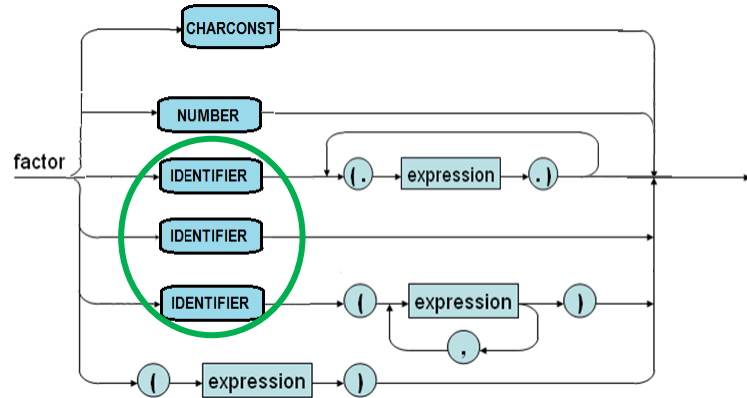 CHARCONST
NUMBER
factor
IDENTIFIER (. expression .)
IDENTIFIER
IDENTIFIER ( expression )
,
( expression )